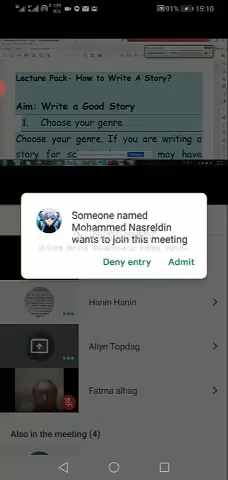 91% 15:10
Lecture Pack- How to Write A Story?
Aim: Write a Good Story
1. Choose your genre
Choose your genre. If you are writing a
story for may have
Someone named
Mohammed Nasreldin
wants to join this meeting
Deny entry Admit
Hanin Hanin
Allyn Topdag
Fatma alhag
Also in the meeting (4)